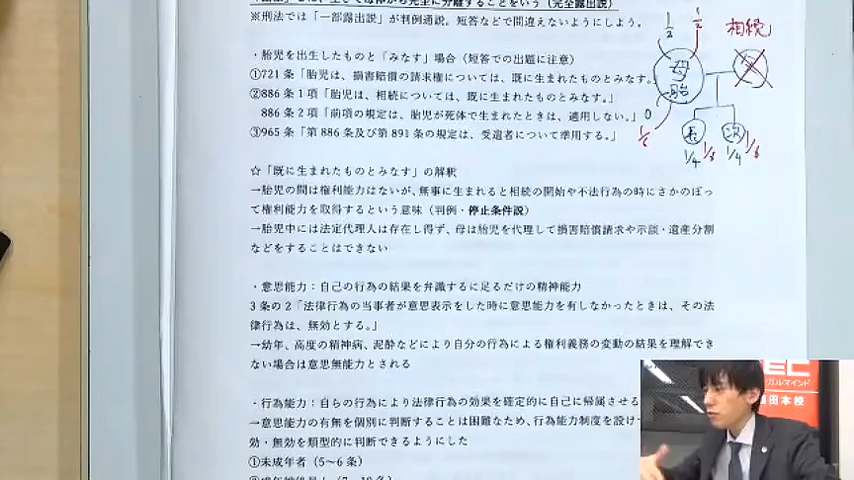 ※刑法では「一部露出説」が判例通説。短答などで間違えないようにしよう。
・胎児を出生したものと「みなす」場合（短答での出題に注意）
①721条「胎児は、損害賠償の請求権については、既に生まれたものとみなす。
②886条1項「胎児は、相続については、既に生まれたものとみなす。」
886条2項「前項の規定は、胎児が死体で生まれたときは、適用しない。」
③965条「第886条及び第891条の規定は、受遺者について準用する。」
相続
1/2
1/2
母
胎
0
1/6
長
次
1/4
1/6
1/4
1/6
☆「既に生まれたものとみなす」の解釈
→胎児の間は権利能力はないが、無事に生まれると相続の開始や不法行為の時にさかのぼっ
て権利能力を取得するという意味（判例・停止条件説）
→胎児中には法定代理人は存在し得ず、母は胎児を代理して損害賠償請求や示談・遺産分割
などをすることはできない
・意思能力：自己の行為の結果を弁識するに足るだけの精神能力
3条の2「法律行為の当事者が意思表示をした時に意思能力を有しなかったときは、その法
律行為は、無効とする。」
→幼年、高度の精神病、泥酔などにより自分の行為による権利義務の変動の結果を理解でき
ない場合は意思無能力とされる
・行為能力：自らの行為により法律行為の効果を確定的に自己に帰属させる
→意思能力の有無を個別に判断することは困難なため、行為能力制度を設け
効・無効を類型的に判断できるようにした
①未成年者（5～6条）
EC
ーガルマインド
田本校